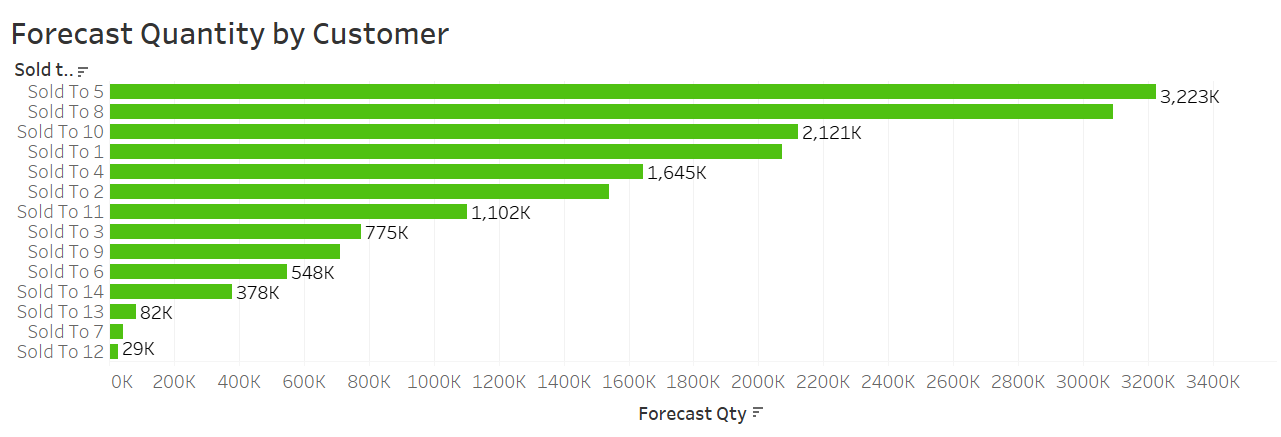 Forecast Quantity by Customer
Sold t..
Sold To 5 3,223K
Sold To 8
Sold To 10 2,121K
Sold To 1
Sold To 4 1,645K
Sold To 2
Sold To 11 1,102K
Sold To 3 775K
Sold To 9
Sold To 6 548K
Sold To 14 378K
Sold To 13 82K
Sold To 7
Sold To 12 29K
0K 200K 400K 600K 800K 1000K 1200K 1400K 1600K 1800K 2000K 2200K 2400K 2600K 2800K 3000K 3200K 3400K
Forecast Qty